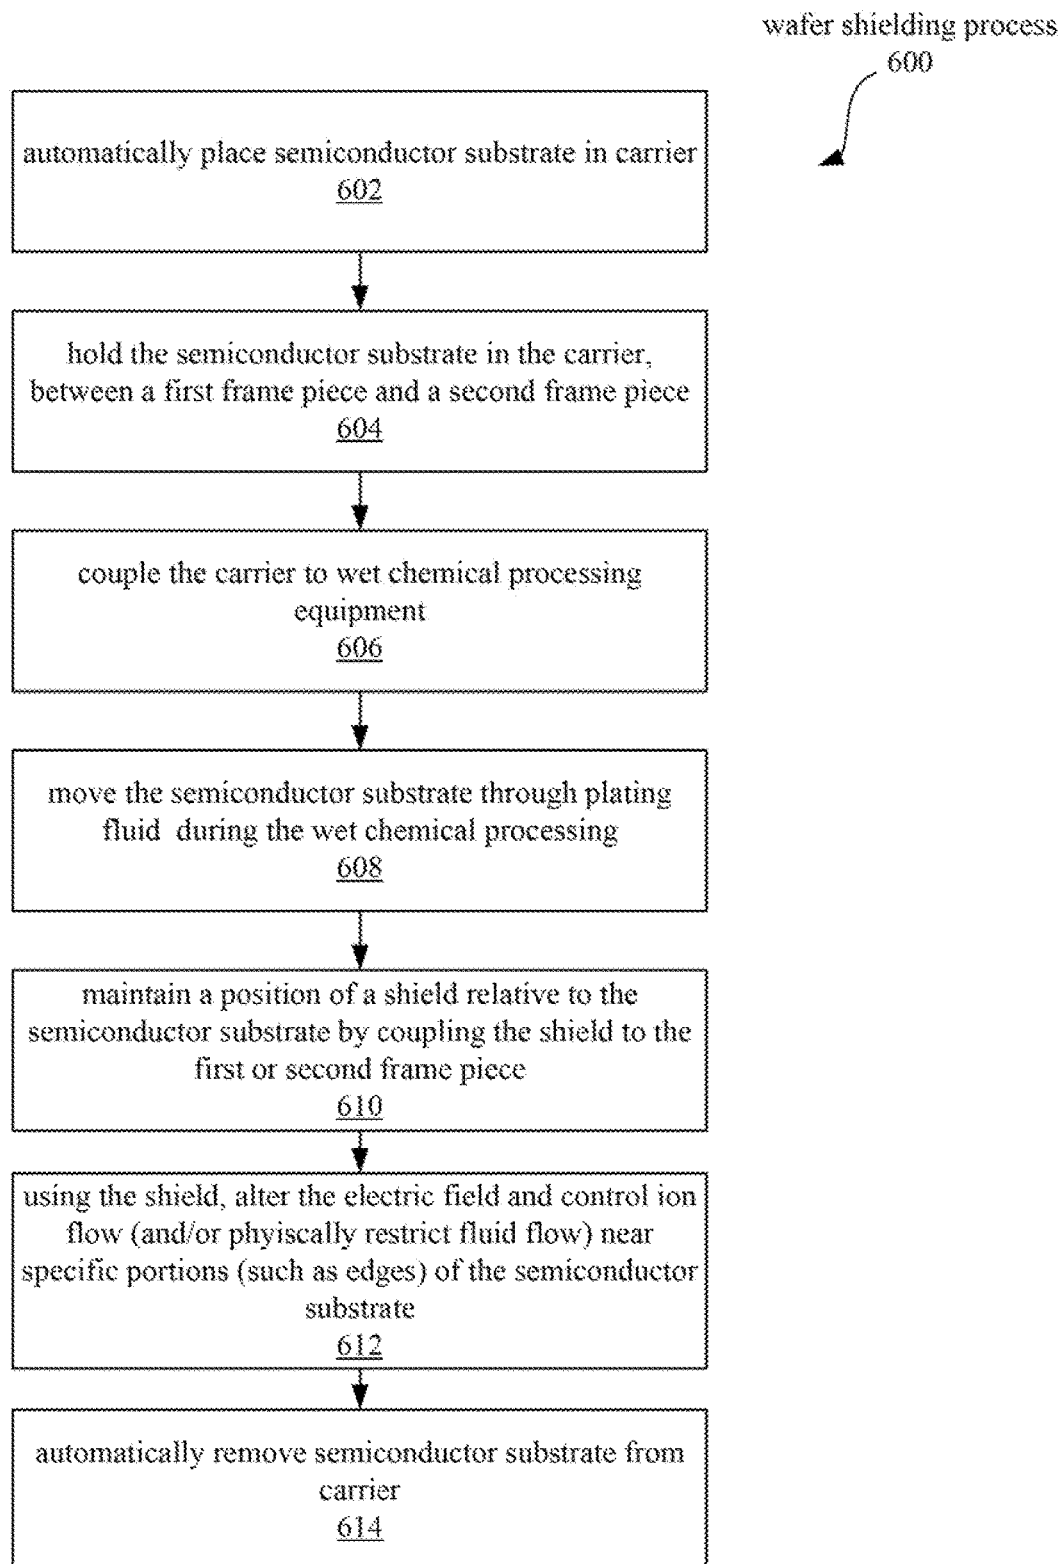 wafer shielding process
600
automatically place semiconductor substrate in carrier
602
hold the semiconductor substrate in the carrier,
between a first frame piece and a second frame piece
604
couple the carrier to wet chemical processing
equipment
606
move the semiconductor substrate through plating
fluid during the wet chemical processing
608
maintain a position of a shield relative to the
semiconductor substrate by coupling the shield to the
first or second frame piece
610
using the shield, alter the electric field and control ion
flow (and/or phyiscally restrict fluid flow) near
specific portions (such as edges) of the semiconductor
substrate
612
automatically remove semiconductor substrate from
carrier
614